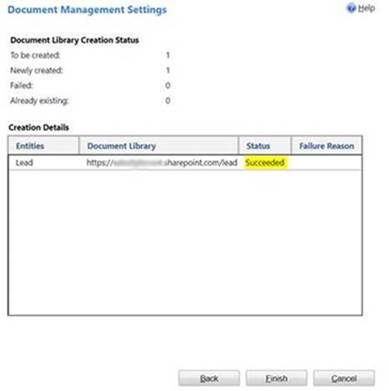 Document Management Settings
Help
Document Library Creation Status
To be created: 1
Newly created: 1
Failed: 0
Already existing: 0
Creation Details
Entities Document Library Status Failure Reason
Lead https:// .sharepoint.com/lead Succeeded
Back Finish Cancel